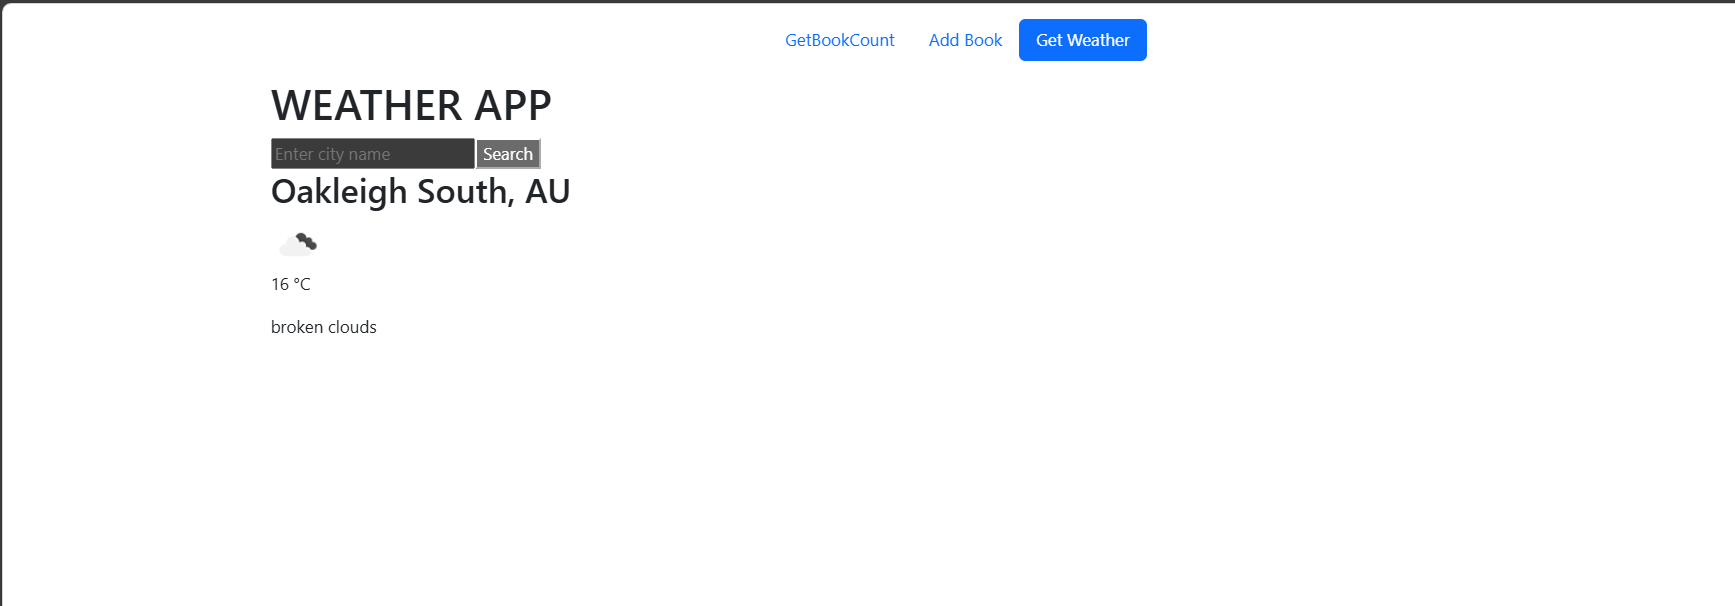 GetBookCount Add Book Get Weather
WEATHER APP
Enter city name Search
Oakleigh South, AU
16 °C
broken clouds